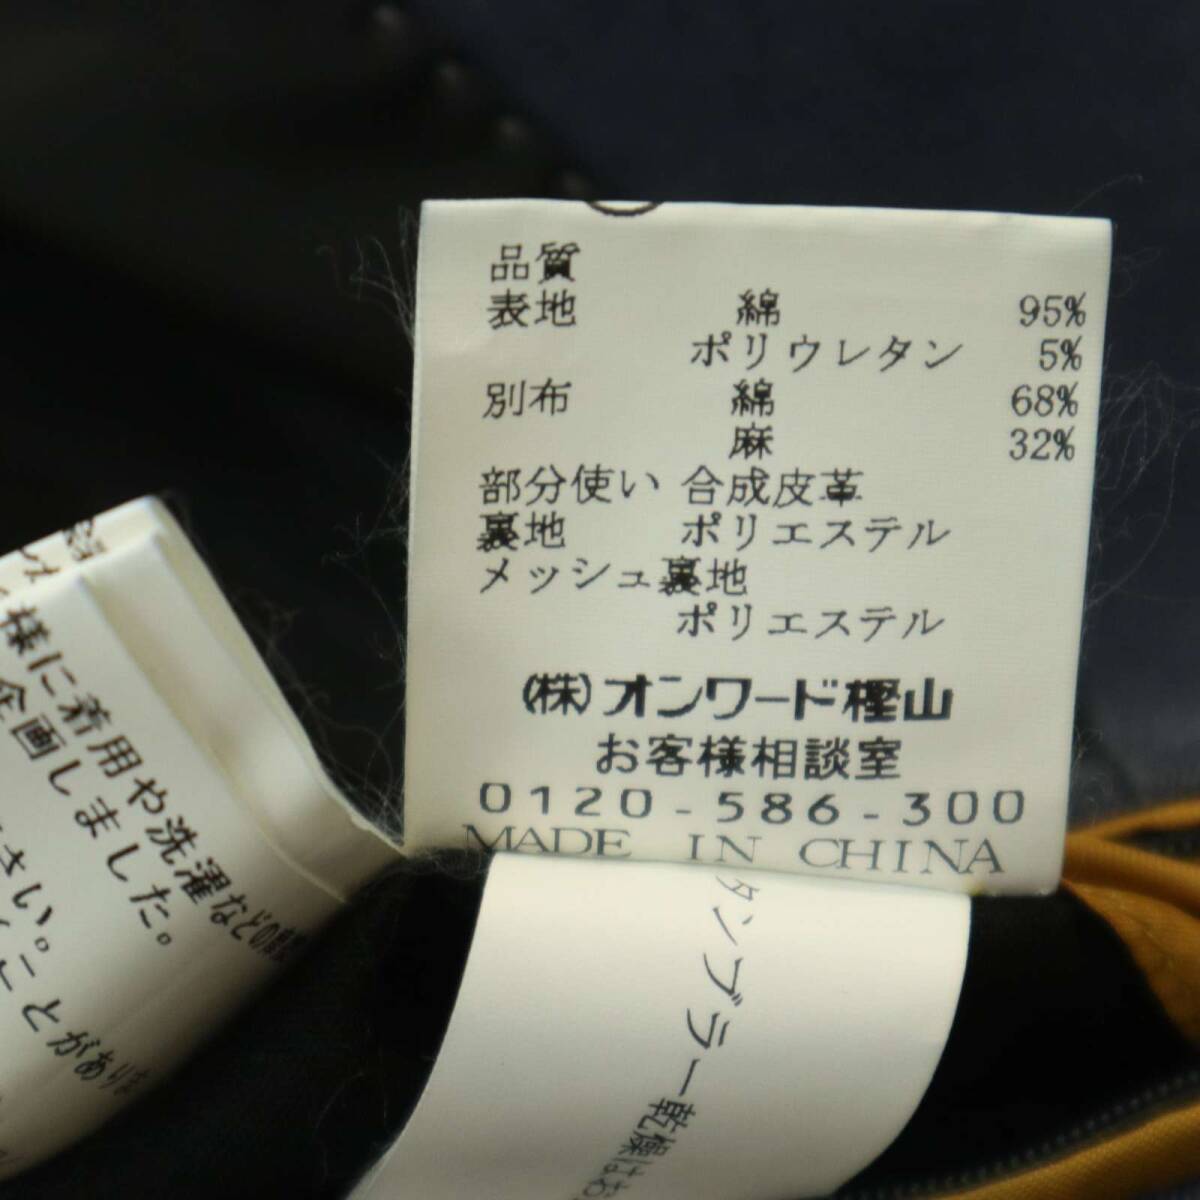 品質
表地 綿 95%
ポリウレタン 5%
別布 綿 68%
麻 32%
部分使い 合成皮革
裏地 ポリエステル
メッシュ裏地
ポリエステル
(株)オンワード樫山
お客様相談室
0120-586-300
MADE IN CHINA
様に着用や洗濯などの
企画しました。
さい。
ことがあります
タンブラー乾燥はお